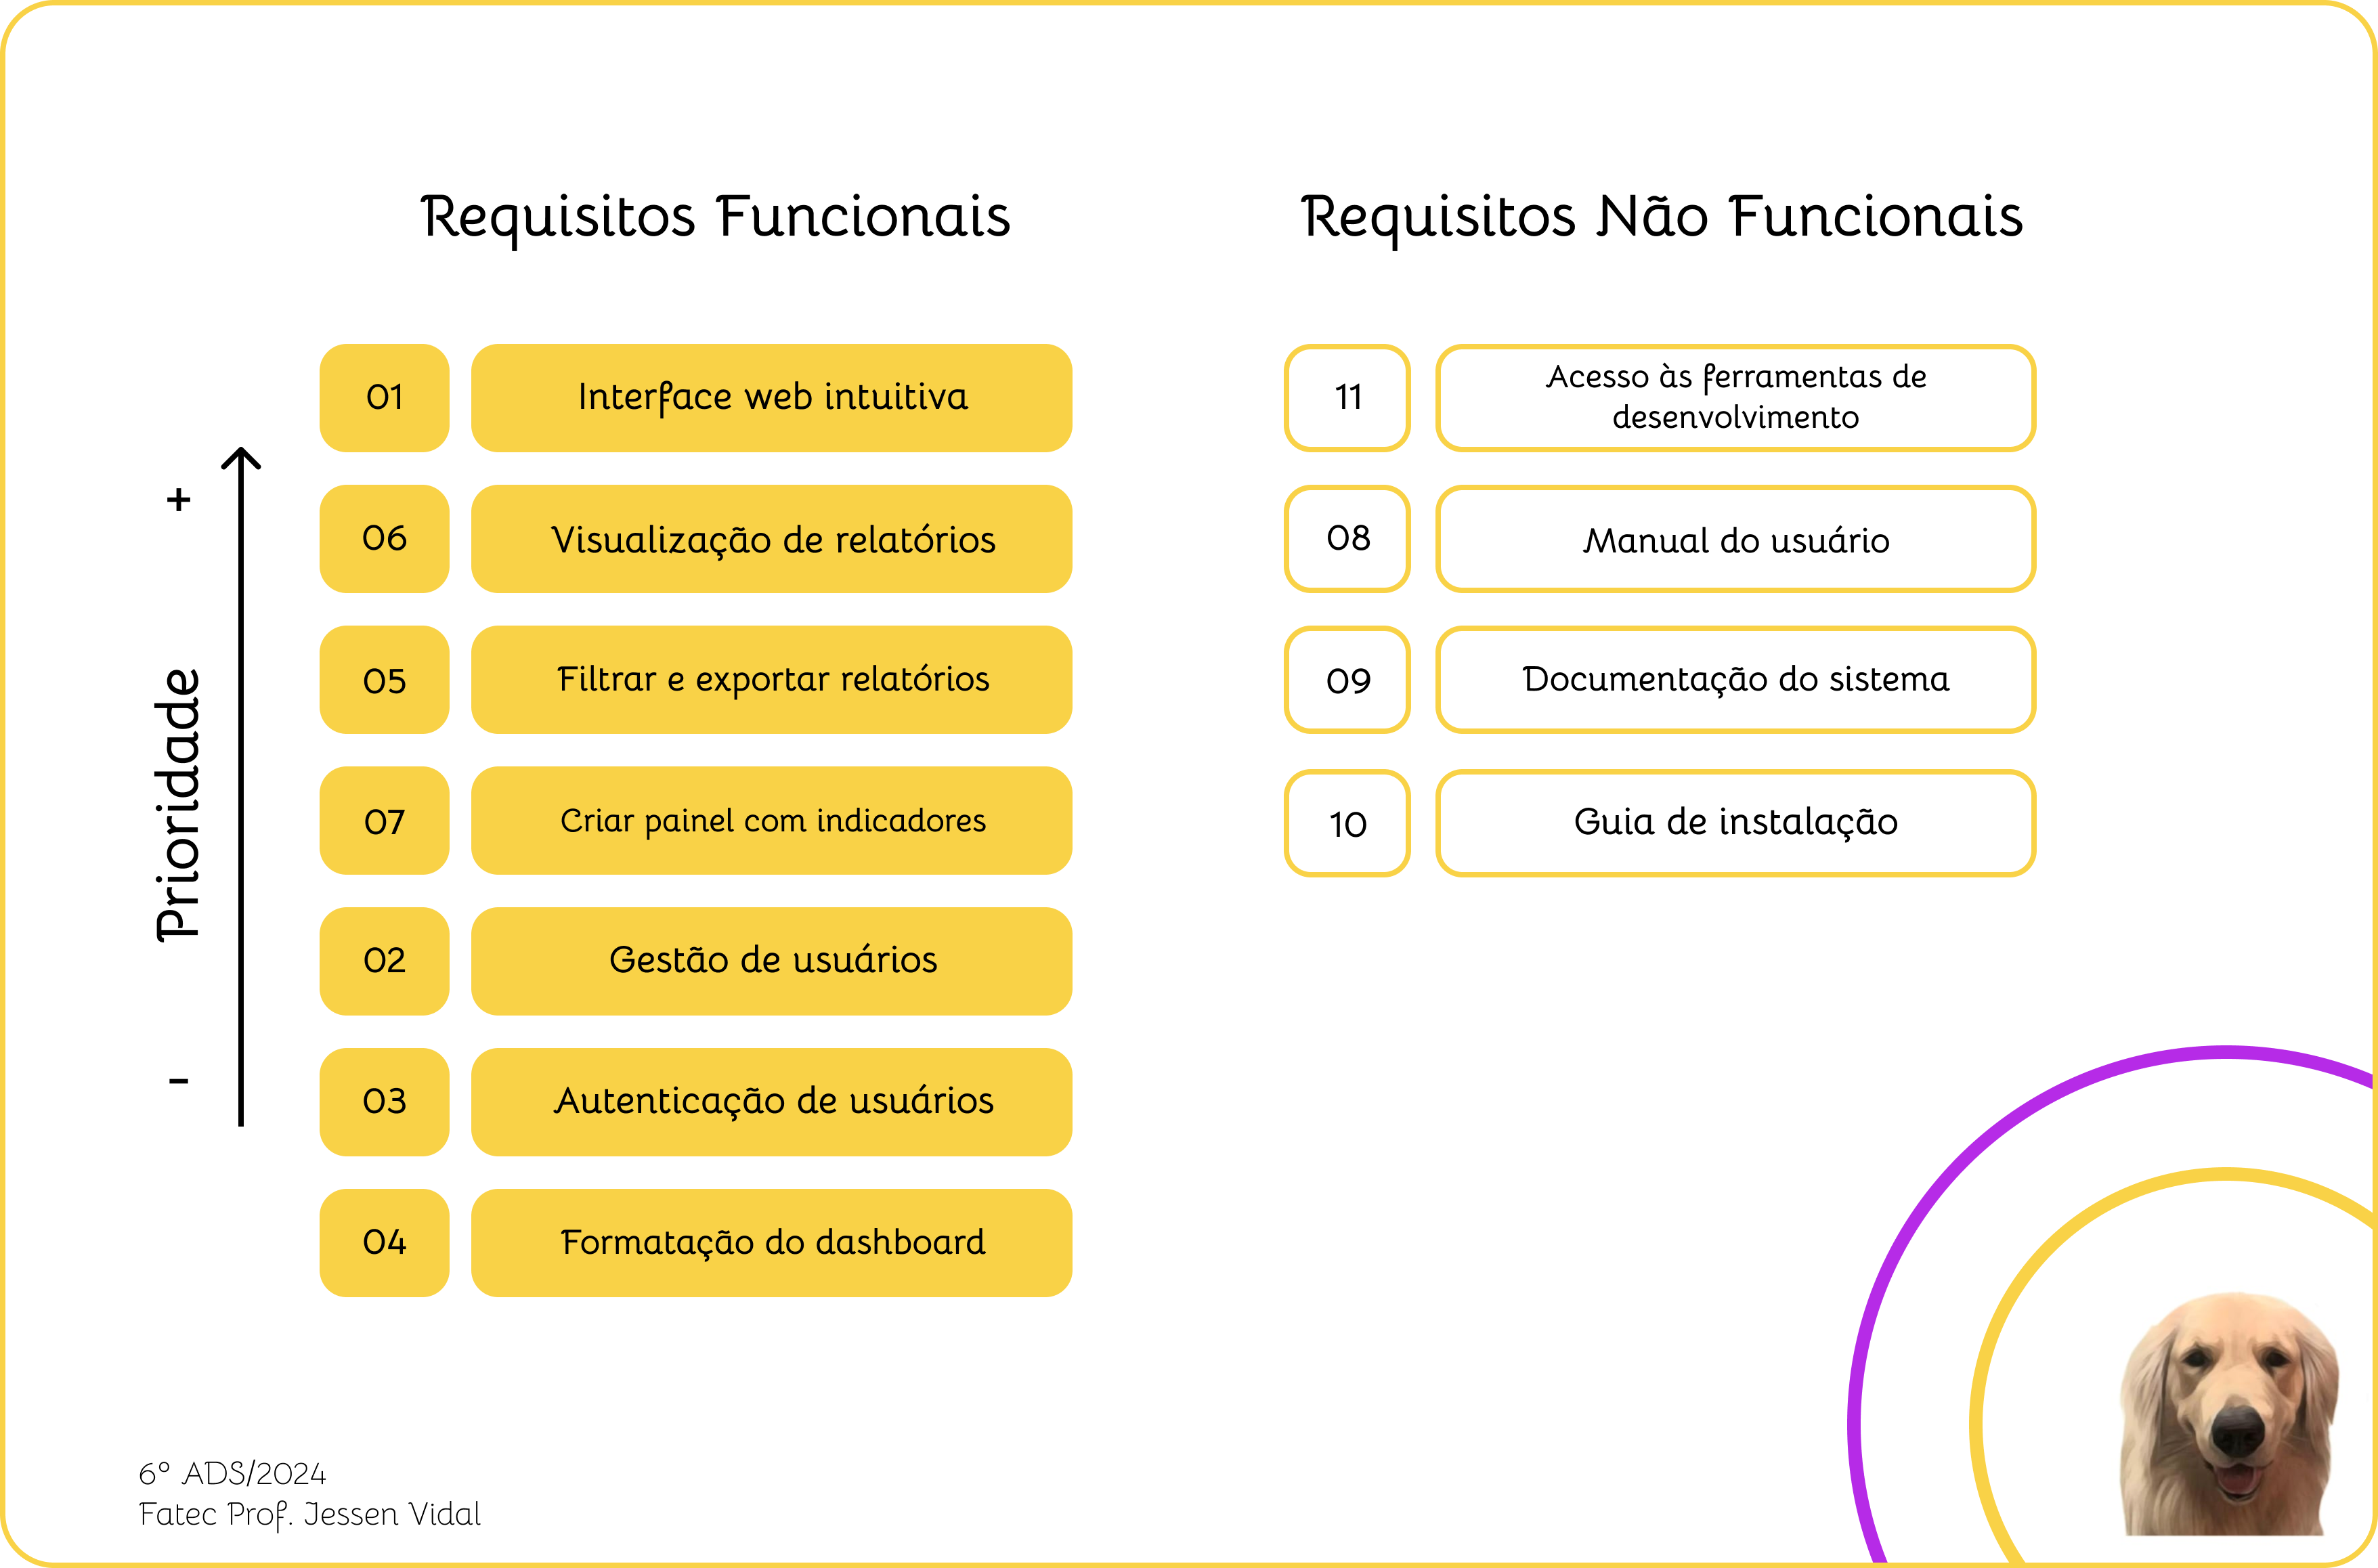 Requisitos Funcionais
Requisitos Não Funcionais
Prioridade
+
-
01
Interface web intuitiva
06
Visualização de relatórios
05
Filtrar e exportar relatórios
07
Criar painel com indicadores
02
Gestão de usuários
03
Autenticação de usuários
04
Formatação do dashboard
11
Acesso às ferramentas de
desenvolvimento
08
Manual do usuário
09
Documentação do sistema
10
Guia de instalação
6º ADS/2024
Fatec Prof. Jessen Vidal